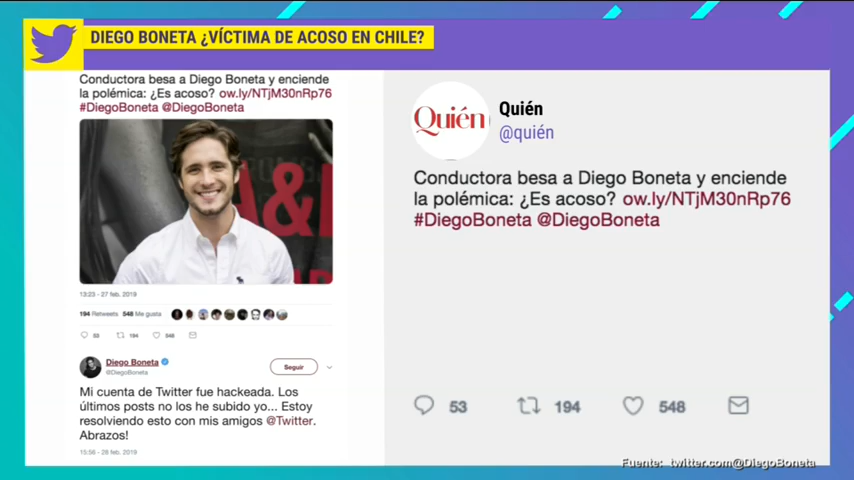 DIEGO BONETA ¿VÍCTIMA DE ACOSO EN CHILE?
Conductora besa a Diego Boneta y enciende
la polémica: ¿Es acoso? ow.ly/NTjM30nRp76
#DiegoBoneta @DiegoBoneta
A&
13:23 - 27 feb. 2019
194 Retweets 548 Me gusta
53 194 548
Diego Boneta
@DiegoBoneta
Seguir
Mi cuenta de Twitter fue hackeada. Los
últimos posts no los he subido yo... Estoy
resolviendo esto con mis amigos @Twitter.
Abrazos!
15:56 - 28 feb. 2019
Quién
Quién
@quién
Conductora besa a Diego Boneta y enciende
la polémica: ¿Es acoso? ow.ly/NTjM30nRp76
#DiegoBoneta @DiegoBoneta
53 194 548
Fuente: twitter.com@DiegoBoneta